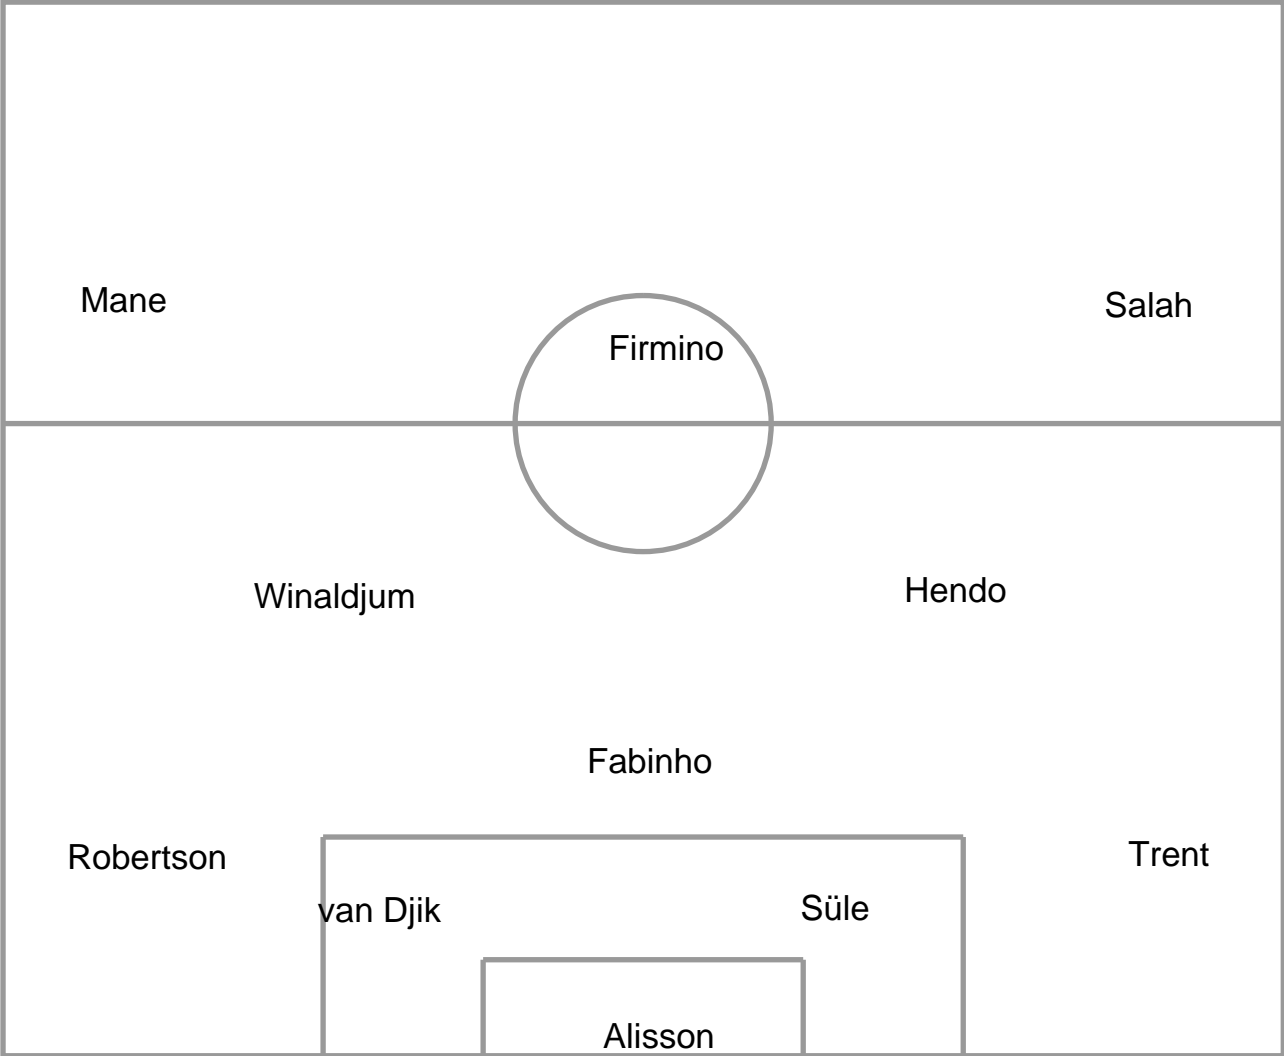 Mane
Salah
Firmino
Winaldjum
Hendo
Fabinho
Robertson
Trent
van Djik
Süle
Alisson